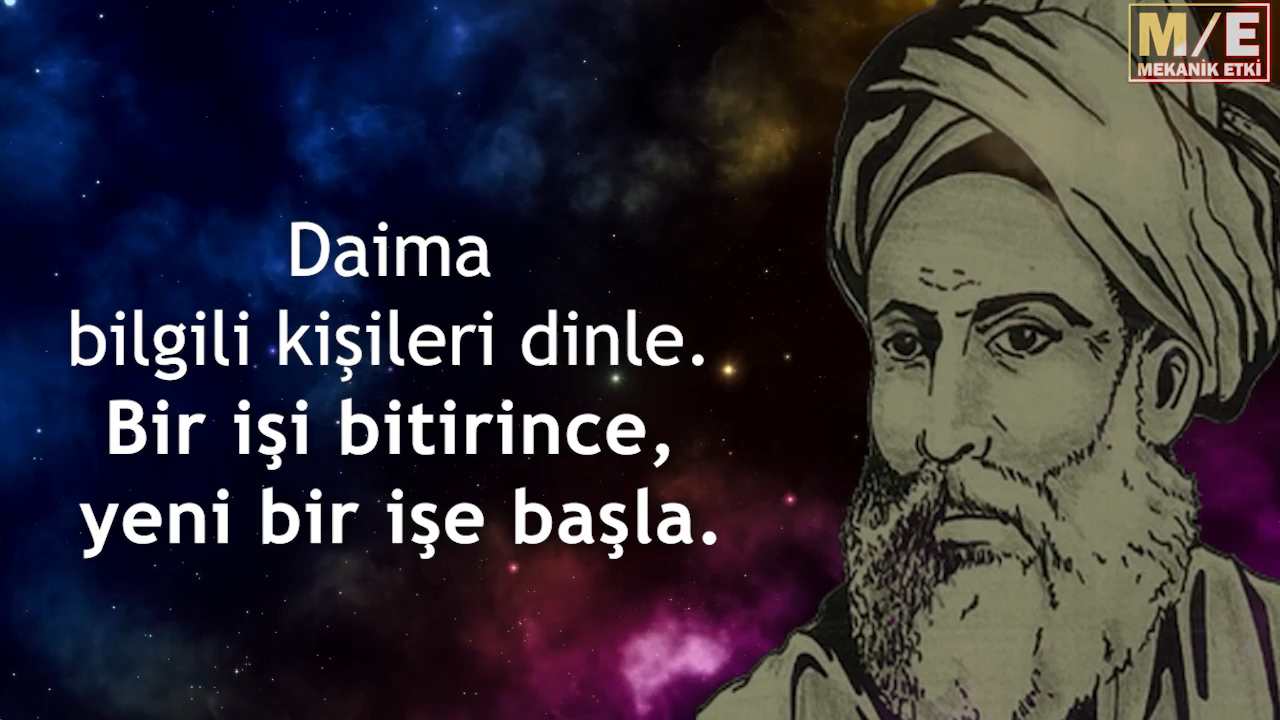 M/E
MEKANİK ETKİ
Daima
bilgili kişileri dinle.
Bir işi bitirince,
yeni bir işe başla.